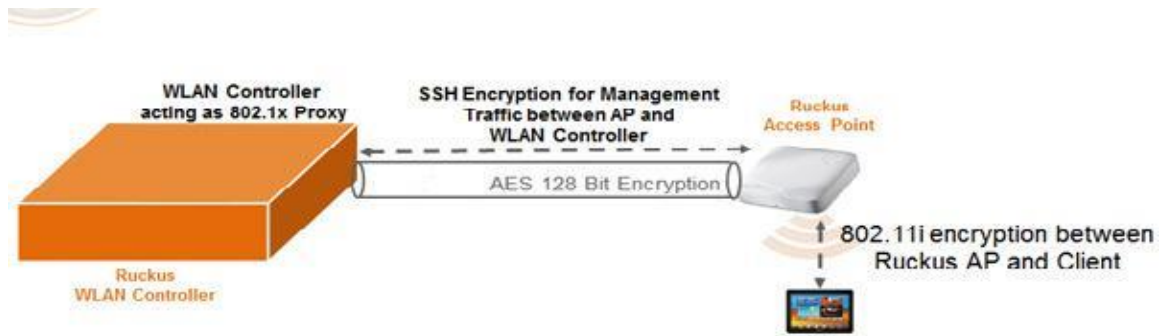 WLAN Controller
acting as 802.1x Proxy
SSH Encryption for Management
Traffic between AP and
WLAN Controller
Ruckus
Access Point
AES 128 Bit Encryption
802.11i encryption between
Ruckus AP and Client
Ruckus
WLAN Controller